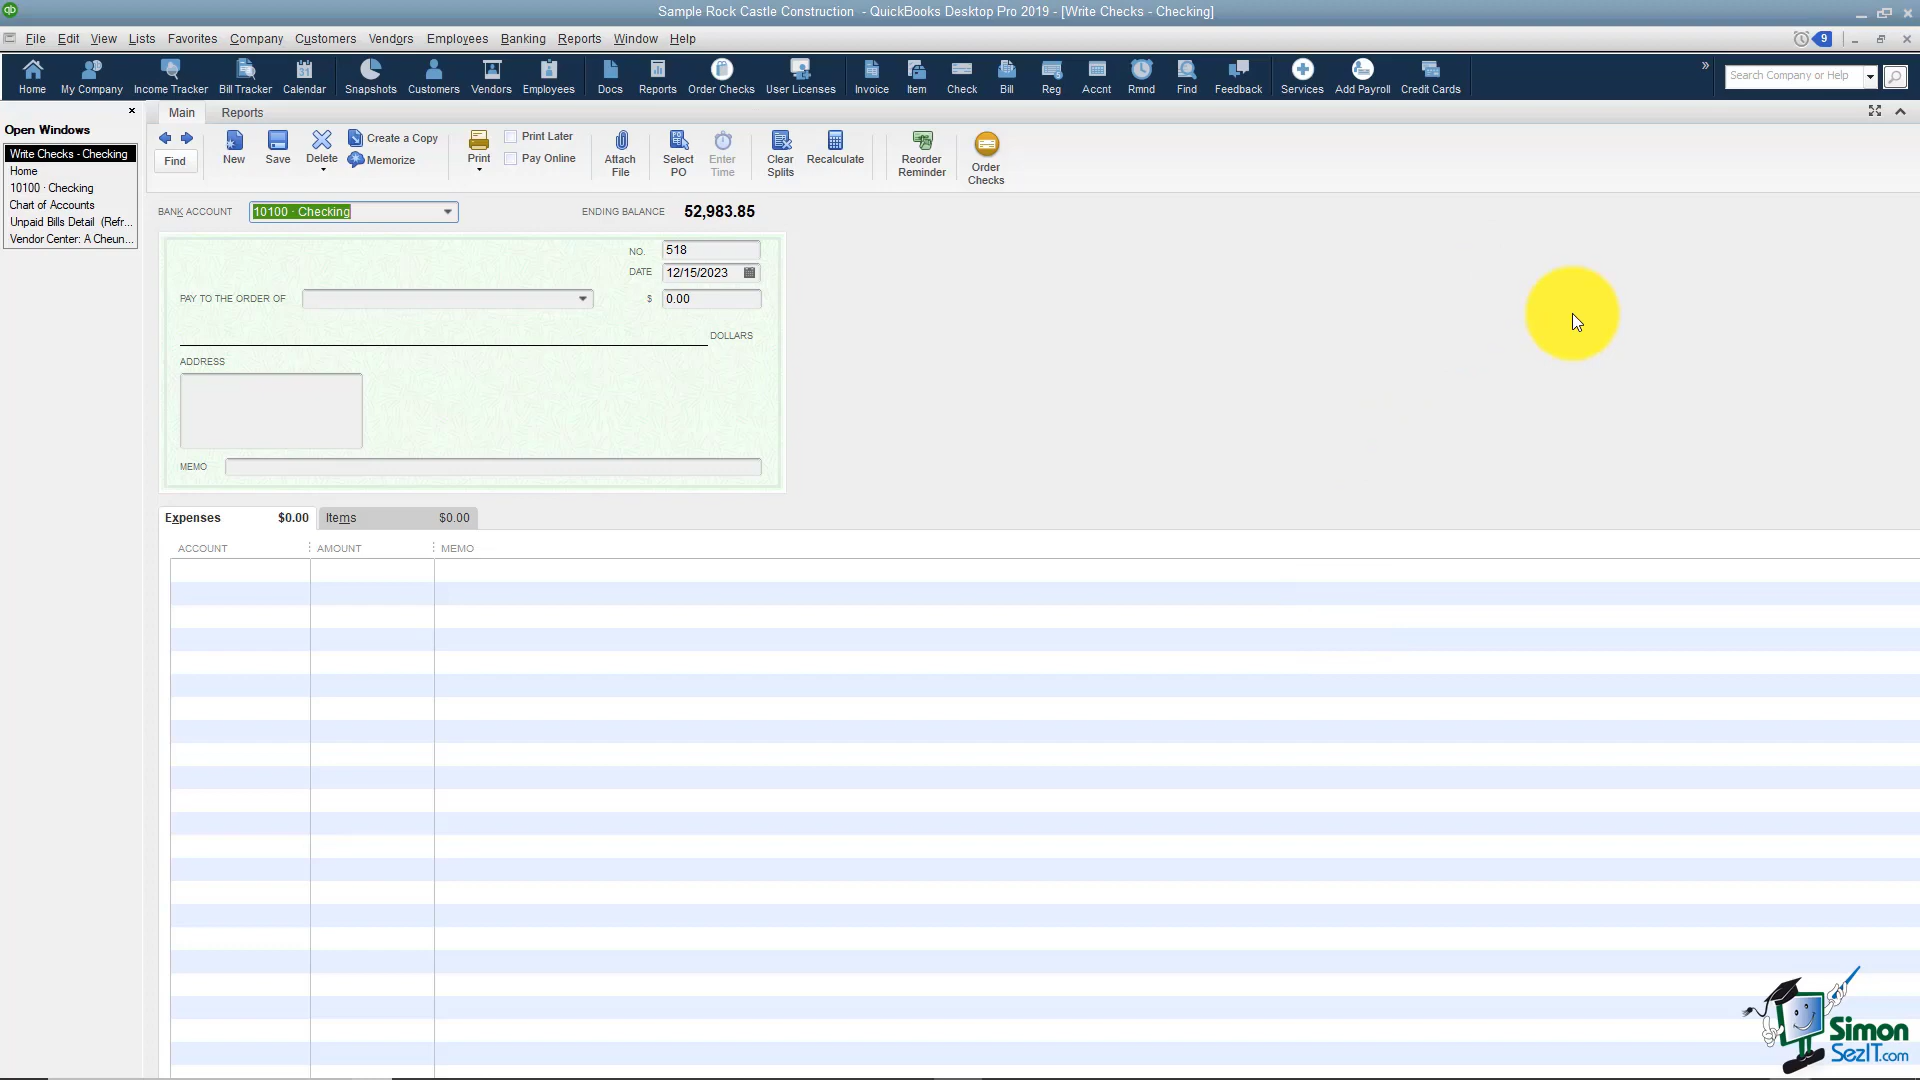 Sample Rock Castle Construction - QuickBooks Desktop Pro 2019 - [Write Checks - Checking]
File Edit View Lists Favorites Company Customers Vendors Employees Banking Reports Window Help 9
Home My Company Income Tracker Bill Tracker Calendar Snapshots Customers Vendors Employees Docs Reports Order Checks User Licenses Invoice Item Check Bill Reg Accnt Rmnd Find Feedback Services Add Payroll Credit Cards » Search Company or Help
Main Reports
Open Windows
Write Checks - Checking
Home
10100 · Checking
Chart of Accounts
Unpaid Bills Detail (Refr...
Vendor Center: A Cheun...
Find New Save Delete Create a Copy
Memorize
Print Print Later
Pay Online
Attach File
Select PO
Enter Time
Clear Splits
Recalculate
Reorder Reminder
Order Checks
BANK ACCOUNT 10100 · Checking ENDING BALANCE 52,983.85
NO. 518
DATE 12/15/2023
PAY TO THE ORDER OF $ 0.00
DOLLARS
ADDRESS
MEMO
Expenses $0.00 Items $0.00
ACCOUNT AMOUNT MEMO
Simon
SezIT.com